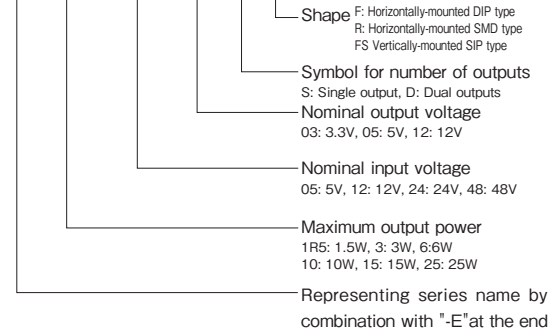 Shape F: Horizontally-mounted DIP type
R: Horizontally-mounted SMD type
FS Vertically-mounted SIP type
Symbol for number of outputs
S: Single output, D: Dual outputs
Nominal output voltage
03: 3.3V, 05: 5V, 12: 12V
Nominal input voltage
05: 5V, 12: 12V, 24: 24V, 48: 48V
Maximum output power
1R5: 1.5W, 3: 3W, 6:6W
10: 10W, 15: 15W, 25: 25W
Representing series name by
combination with "-E"at the end